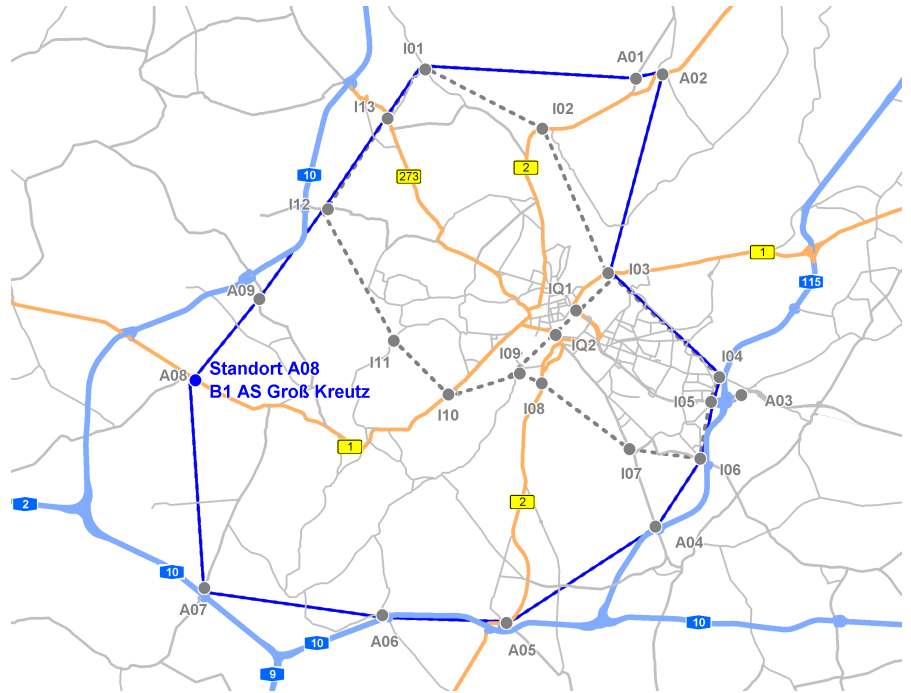 I01
A01
A02
I13
I02
2
273
10
I12
I03
1
115
A09
IQ1
IQ2
I11
I09
I04
A08
Standort A08
B1 AS Groß Kreutz
I10
I08
I05
A03
1
I07
I06
2
2
A04
10
A07
10
A06
A05
10
9